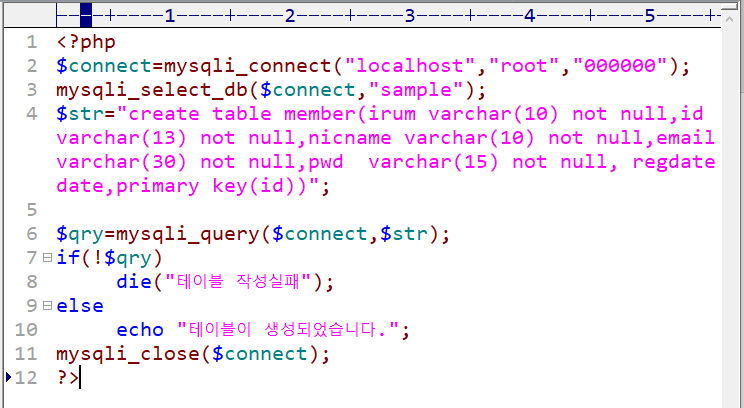 1 2 3 4 5
1 <?php
2 $connect=mysqli_connect("localhost","root","000000");
3 mysqli_select_db($connect,"sample");
4 $str="create table member(irum varchar(10) not null,id
varchar(13) not null,nicname varchar(10) not null,email
varchar(30) not null,pwd  varchar(15) not null, regdate
date,primary key(id))";
5
6 $qry=mysqli_query($connect,$str);
7 if(!$qry)
8 die("테이블 작성실패");
9 else
10 echo "테이블이 생성되었습니다.";
11 mysqli_close($connect);
12 ?>